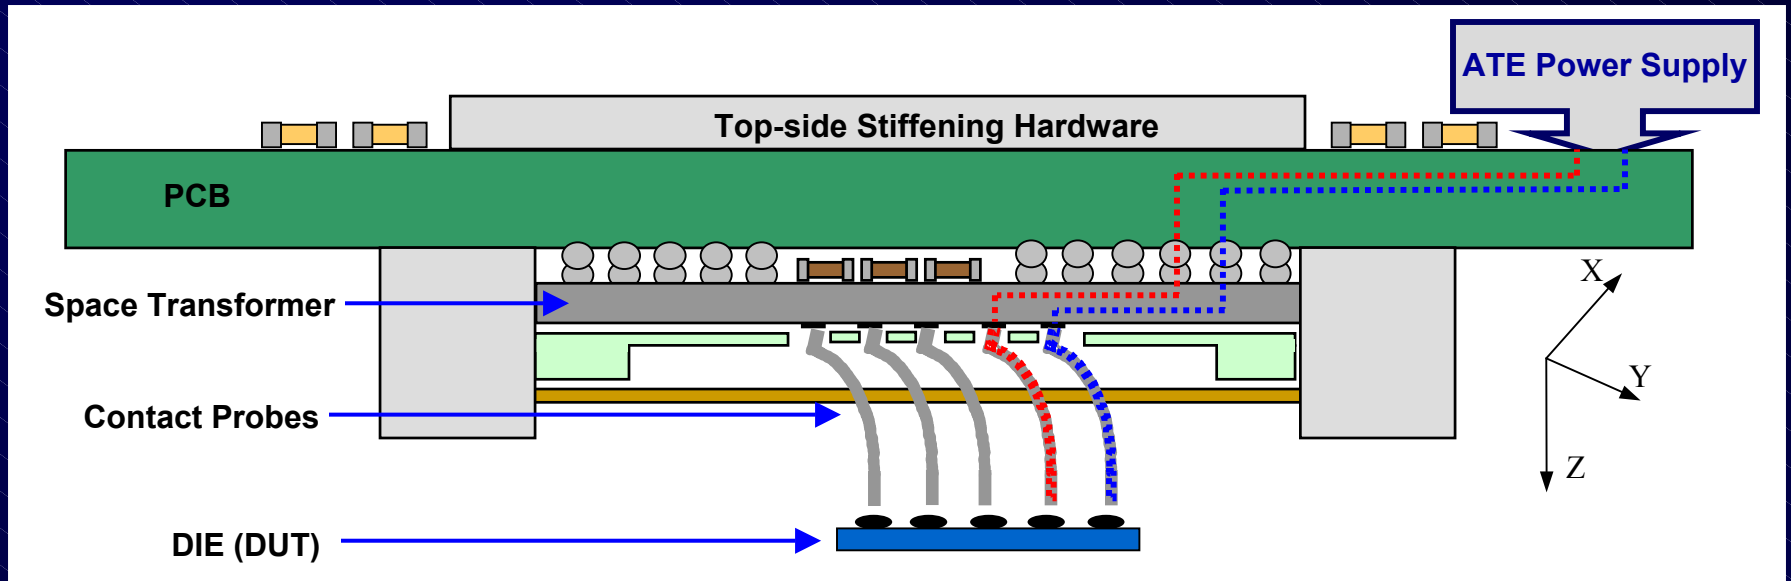 ATE Power Supply
Top-side Stiffening Hardware
PCB
Space Transformer
X
Y
Contact Probes
Z
DIE (DUT)